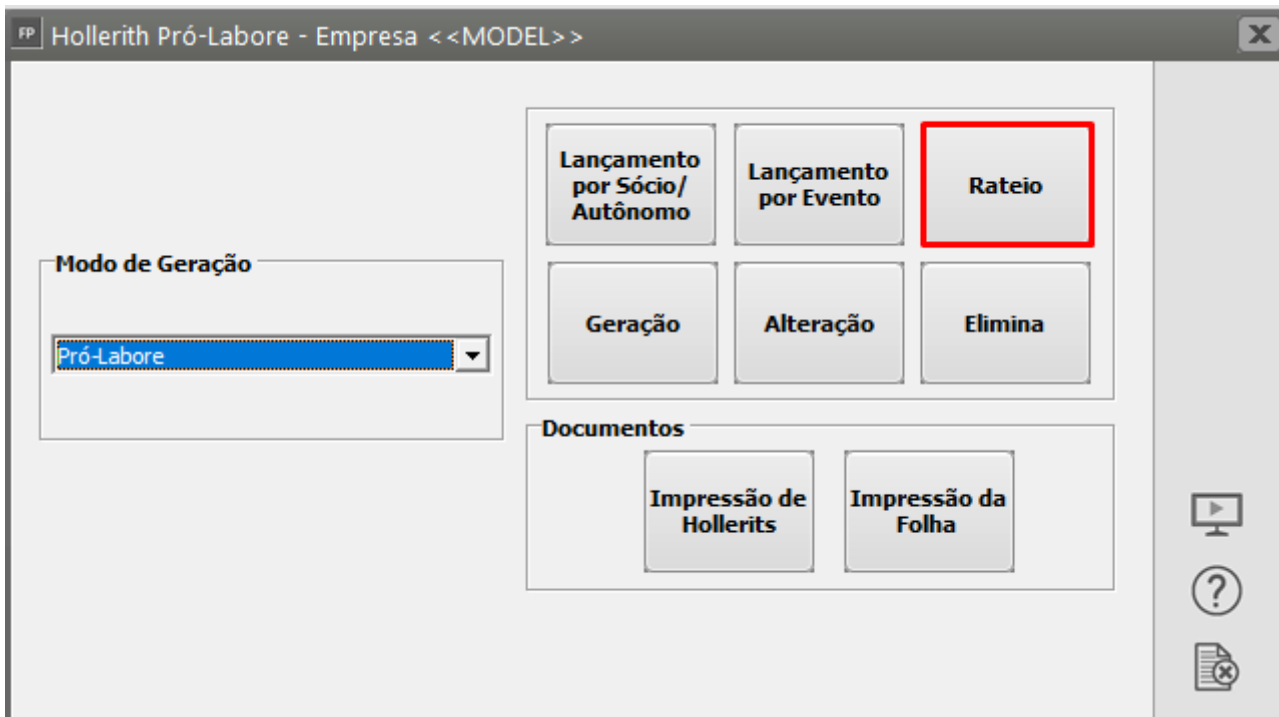 FP Hollerith Pró-Labore - Empresa <<MODEL>>
Modo de Geração
Pró-Labore
Lançamento
por Sócio/
Autônomo
Lançamento
por Evento
Rateio
Geração
Alteração
Elimina
Documentos
Impressão de
Hollerits
Impressão da
Folha